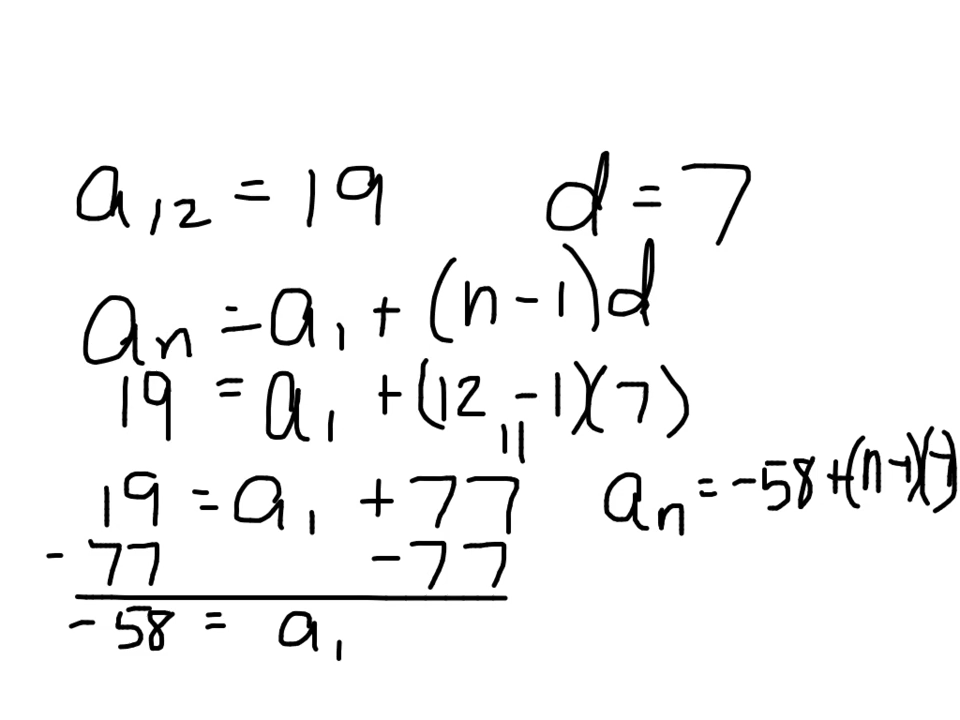 a₁₂ = 19 d = 7
aₙ = a₁ + (n - 1)d
19 = a₁ + (12 - 1)(7)
11
19 = a₁ + 77 aₙ = -58 + (n - 1)(7)
- 77 - 77
- 58 = a₁